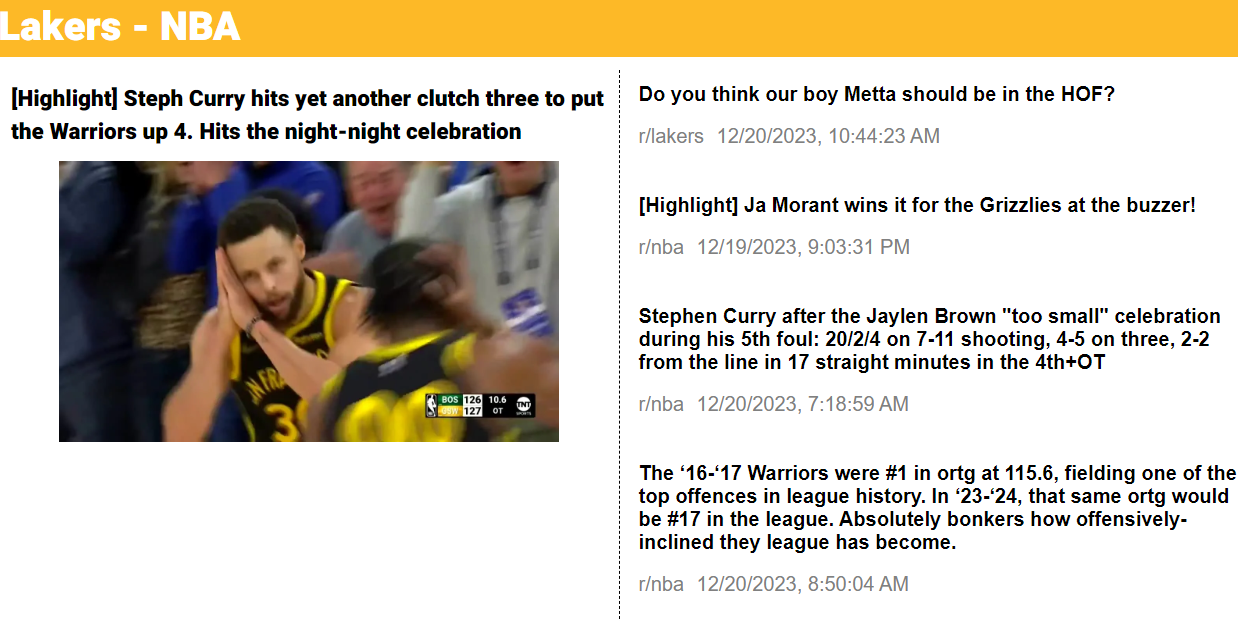 Lakers - NBA
[Highlight] Steph Curry hits yet another clutch three to put
the Warriors up 4. Hits the night-night celebration
BOS 126 10.6
GSW 127 OT
TNT
SPORTS
Do you think our boy Metta should be in the HOF?
r/lakers 12/20/2023, 10:44:23 AM
[Highlight] Ja Morant wins it for the Grizzlies at the buzzer!
r/nba 12/19/2023, 9:03:31 PM
Stephen Curry after the Jaylen Brown "too small" celebration
during his 5th foul: 20/2/4 on 7-11 shooting, 4-5 on three, 2-2
from the line in 17 straight minutes in the 4th+OT
r/nba 12/20/2023, 7:18:59 AM
The ‘16-‘17 Warriors were #1 in ortg at 115.6, fielding one of the
top offences in league history. In ‘23-‘24, that same ortg would
be #17 in the league. Absolutely bonkers how offensively-
inclined they league has become.
r/nba 12/20/2023, 8:50:04 AM